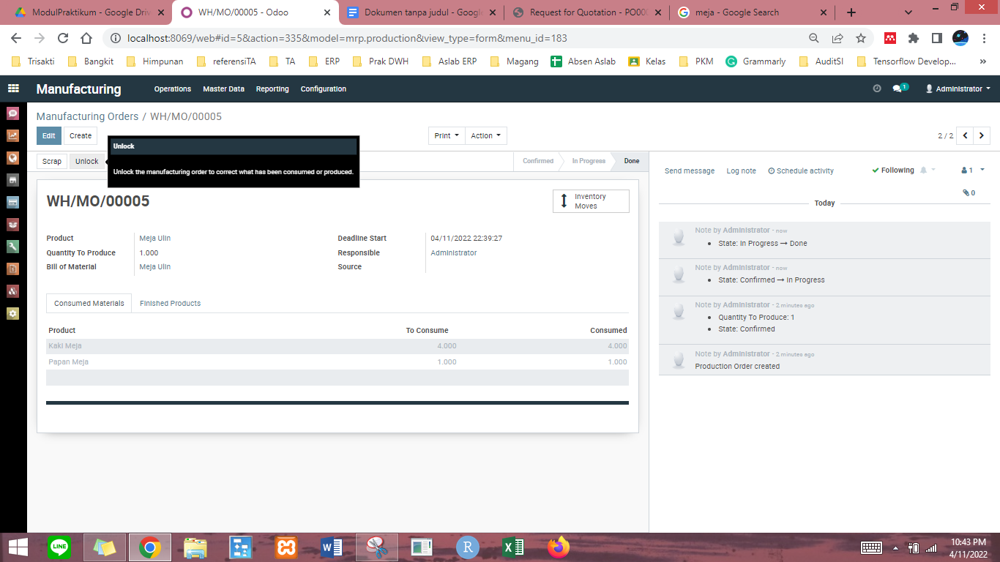 ModulPraktikum - Google Driv
WH/MO/00005 - Odoo
Dokumen tanpa judul - Google
Request for Quotation - PO000
meja - Google Search
localhost:8069/web#id=5&action=335&model=mrp.production&view_type=form&menu_id=183
Trisakti
Bangkit
Himpunan
referensiTA
TA
ERP
Prak DWH
Aslab ERP
Magang
Absen Aslab
Kelas
PKM
Grammarly
AuditSI
Tensorflow Develop...
»
Manufacturing
Operations
Master Data
Reporting
Configuration
1
Administrator
Manufacturing Orders / WH/MO/00005
Edit
Create
Print
Action
2 / 2
Scrap
Unlock
Unlock
Unlock the manufacturing order to correct what has been consumed or produced.
Confirmed
In Progress
Done
WH/MO/00005
Inventory
Moves
Product
Meja Ulin
Quantity To Produce
1.000
Bill of Material
Meja Ulin
Deadline Start
04/11/2022 22:39:27
Responsible
Administrator
Source
Consumed Materials
Finished Products
Product
To Consume
Consumed
Kaki Meja
4.000
4.000
Papan Meja
1.000
1.000
Send message
Log note
Schedule activity
Following
1
0
Today
Note by Administrator - now
• State: In Progress → Done
Note by Administrator - now
• State: Confirmed → In Progress
Note by Administrator - 2 minutes ago
• Quantity To Produce: 1
• State: Confirmed
Note by Administrator - 2 minutes ago
Production Order created
LINE
R
10:43 PM
4/11/2022